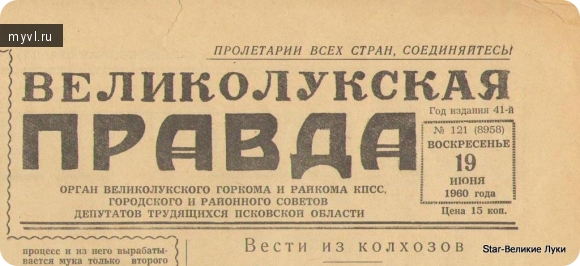 myvl.ru
ПРОЛЕТАРИИ ВСЕХ СТРАН, СОЕДИНЯЙТЕСЬ!
ВЕЛИКОЛУКСКАЯ
ПРАВДА
Год издания 41-й
№ 121 (8958)
ВОСКРЕСЕНЬЕ
19
ИЮНЯ
1960 года
Цена 15 коп.
ОРГАН ВЕЛИКОЛУКСКОГО ГОРКОМА И РАЙКОМА КПСС,
ГОРОДСКОГО И РАЙОННОГО СОВЕТОВ
ДЕПУТАТОВ ТРУДЯЩИХСЯ ПСКОВСКОЙ ОБЛАСТИ
процесс и из него вырабаты-
вается мука только второго
Вести из колхозов
Star-Великие Луки